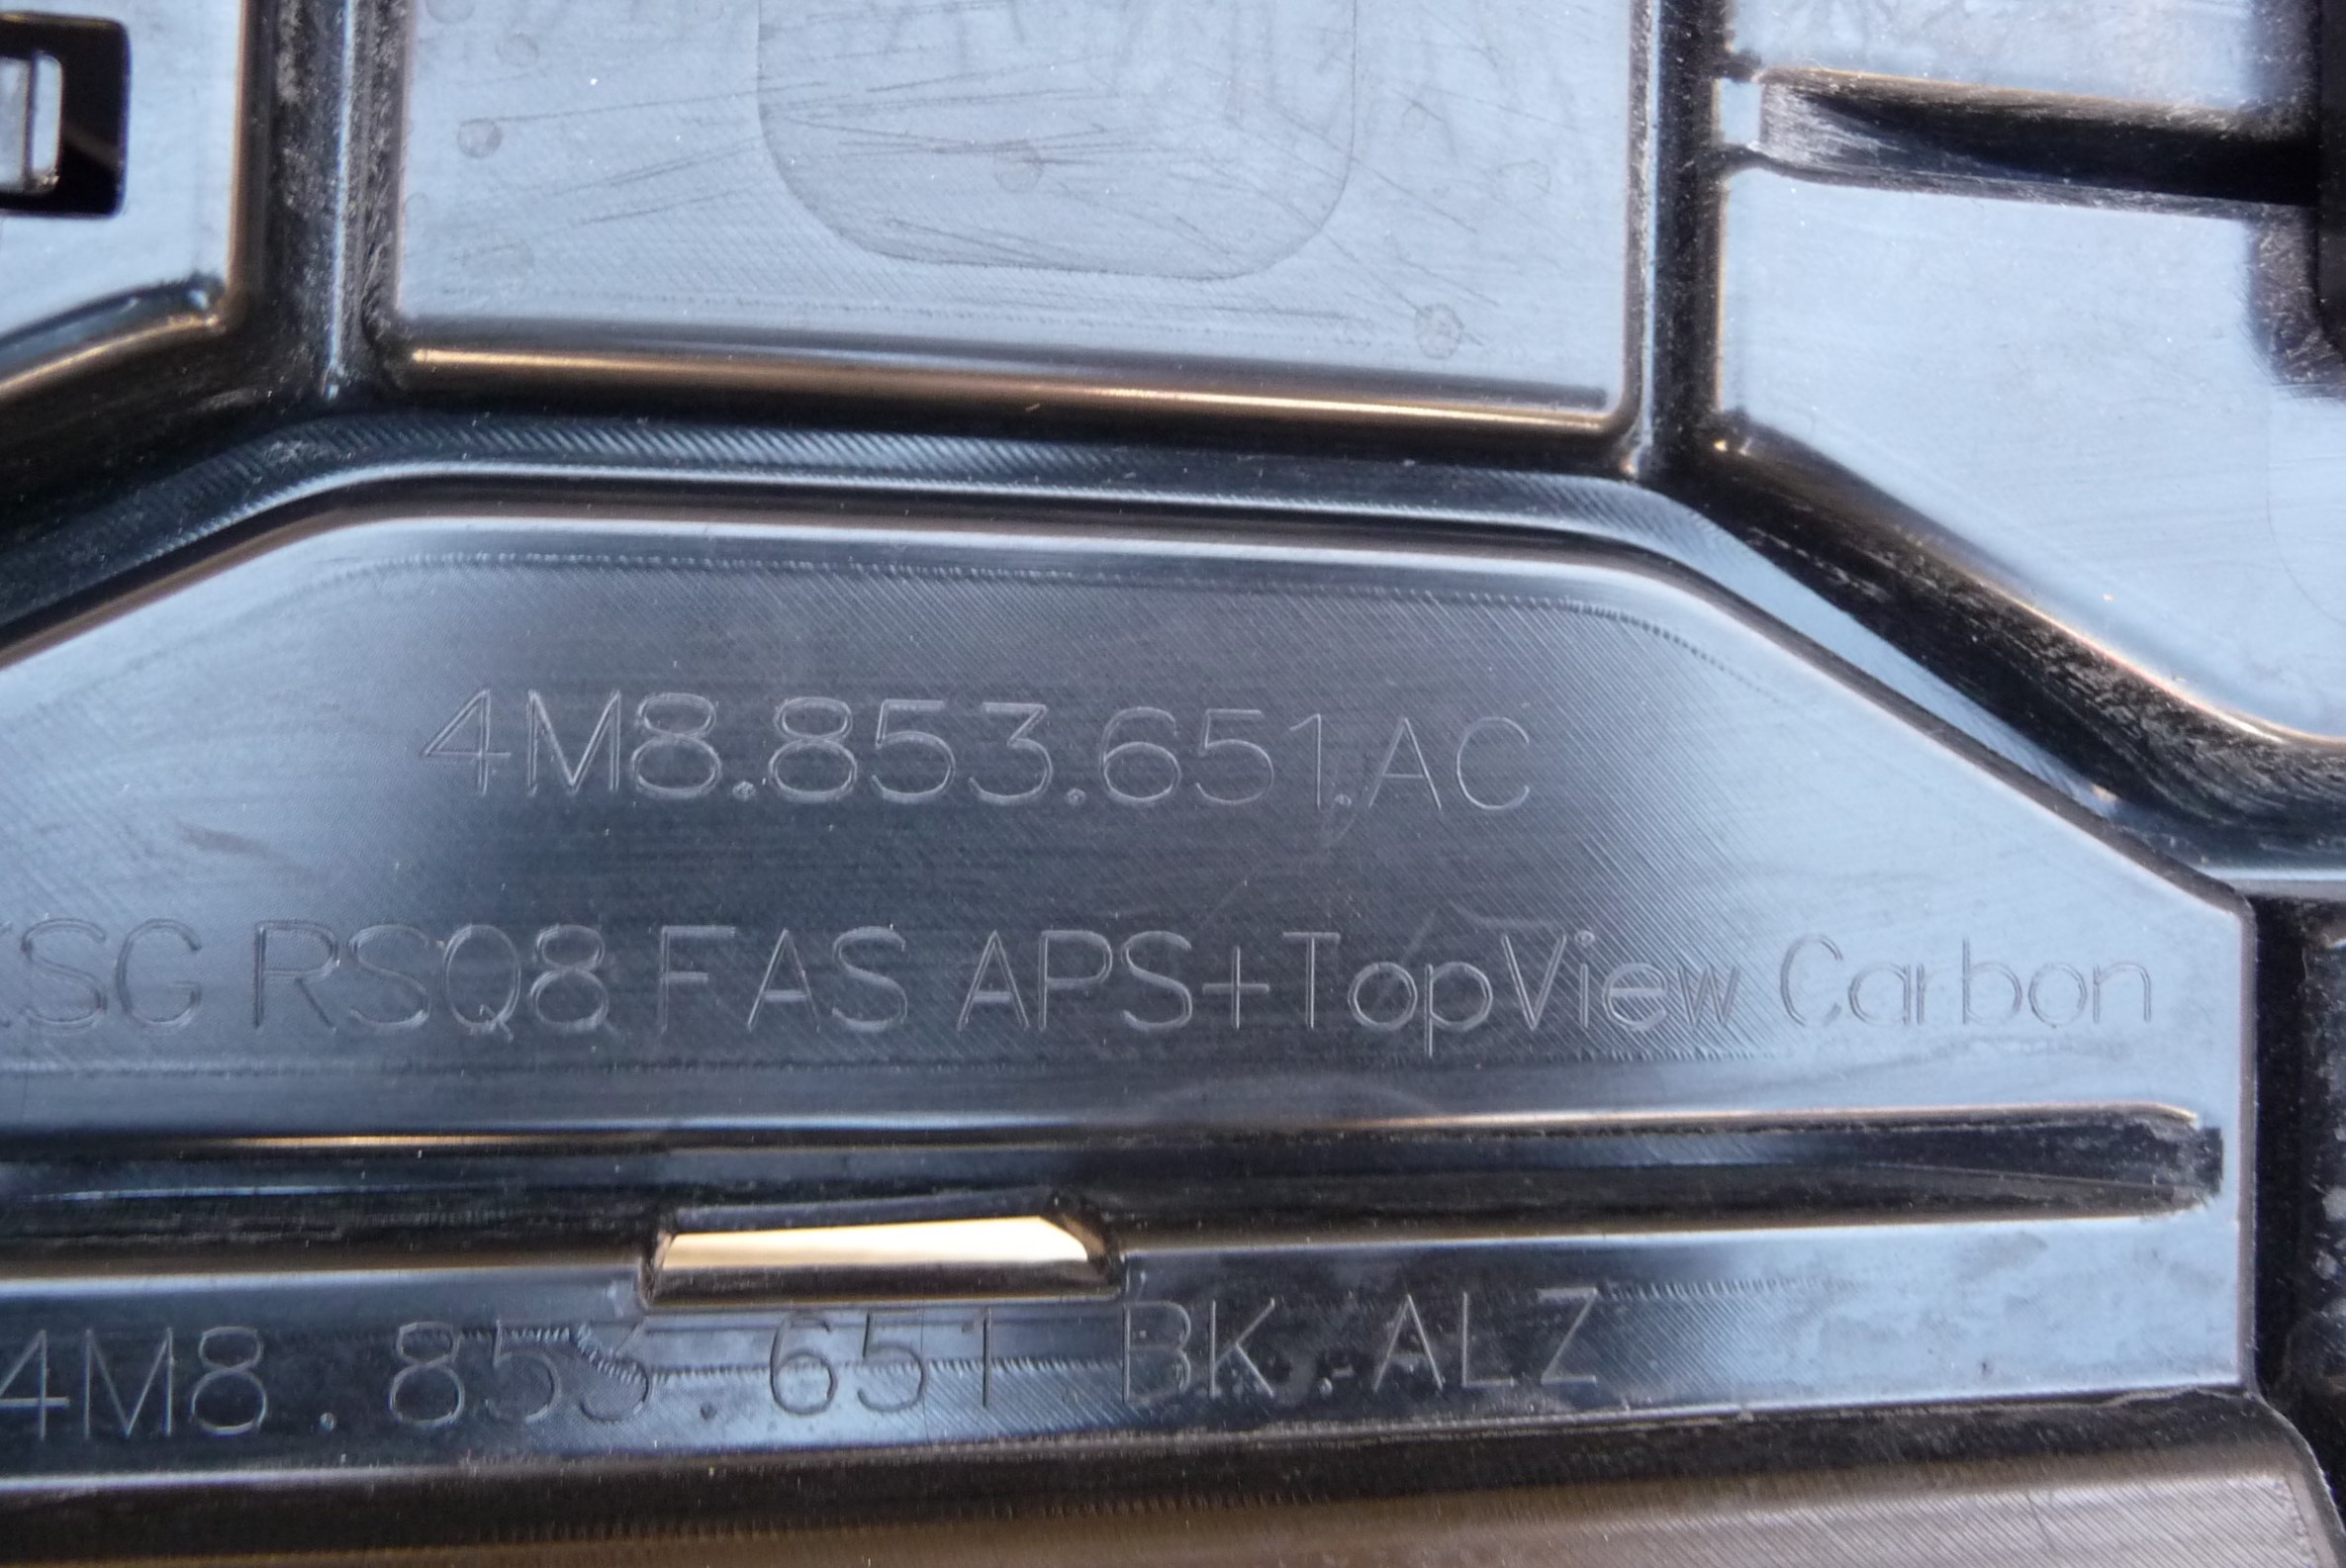 4M8.853.651.AC
SG RSQ8 FAS APS+TopView Carbon
4M8.853.651.BK.ALZ